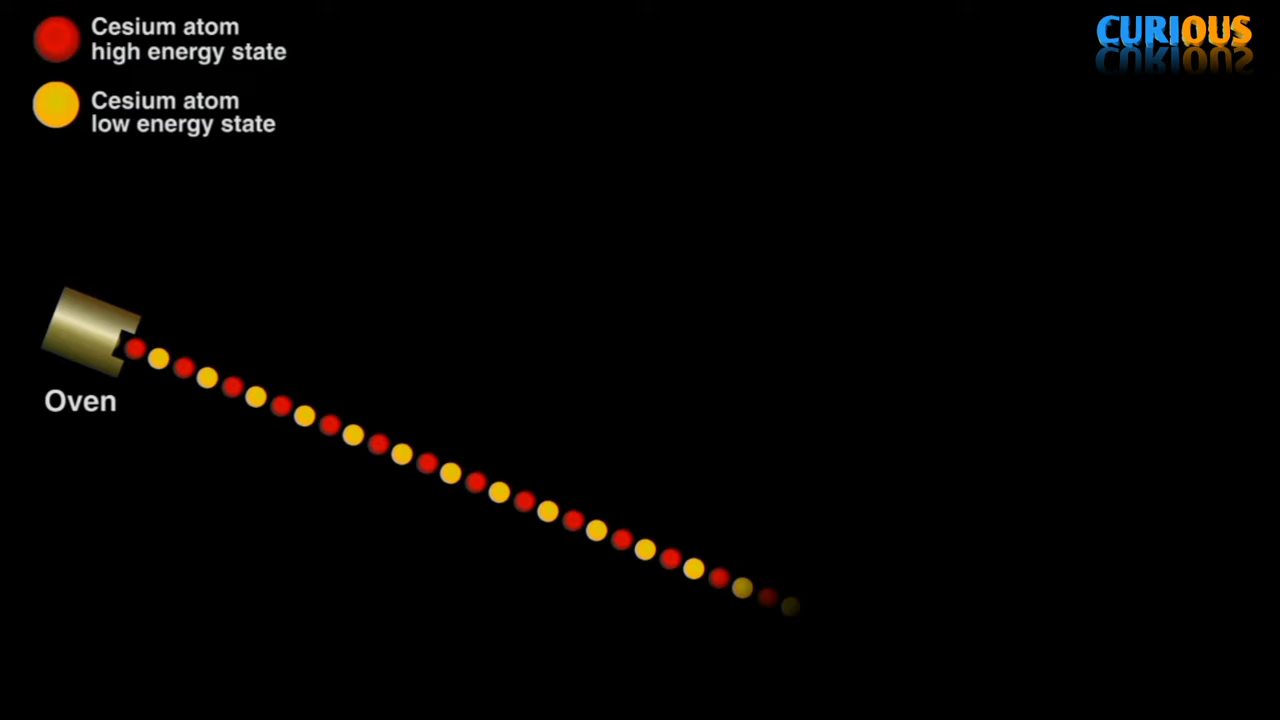 Cesium atom
high energy state
CURIOUS
Cesium atom
low energy state
Oven